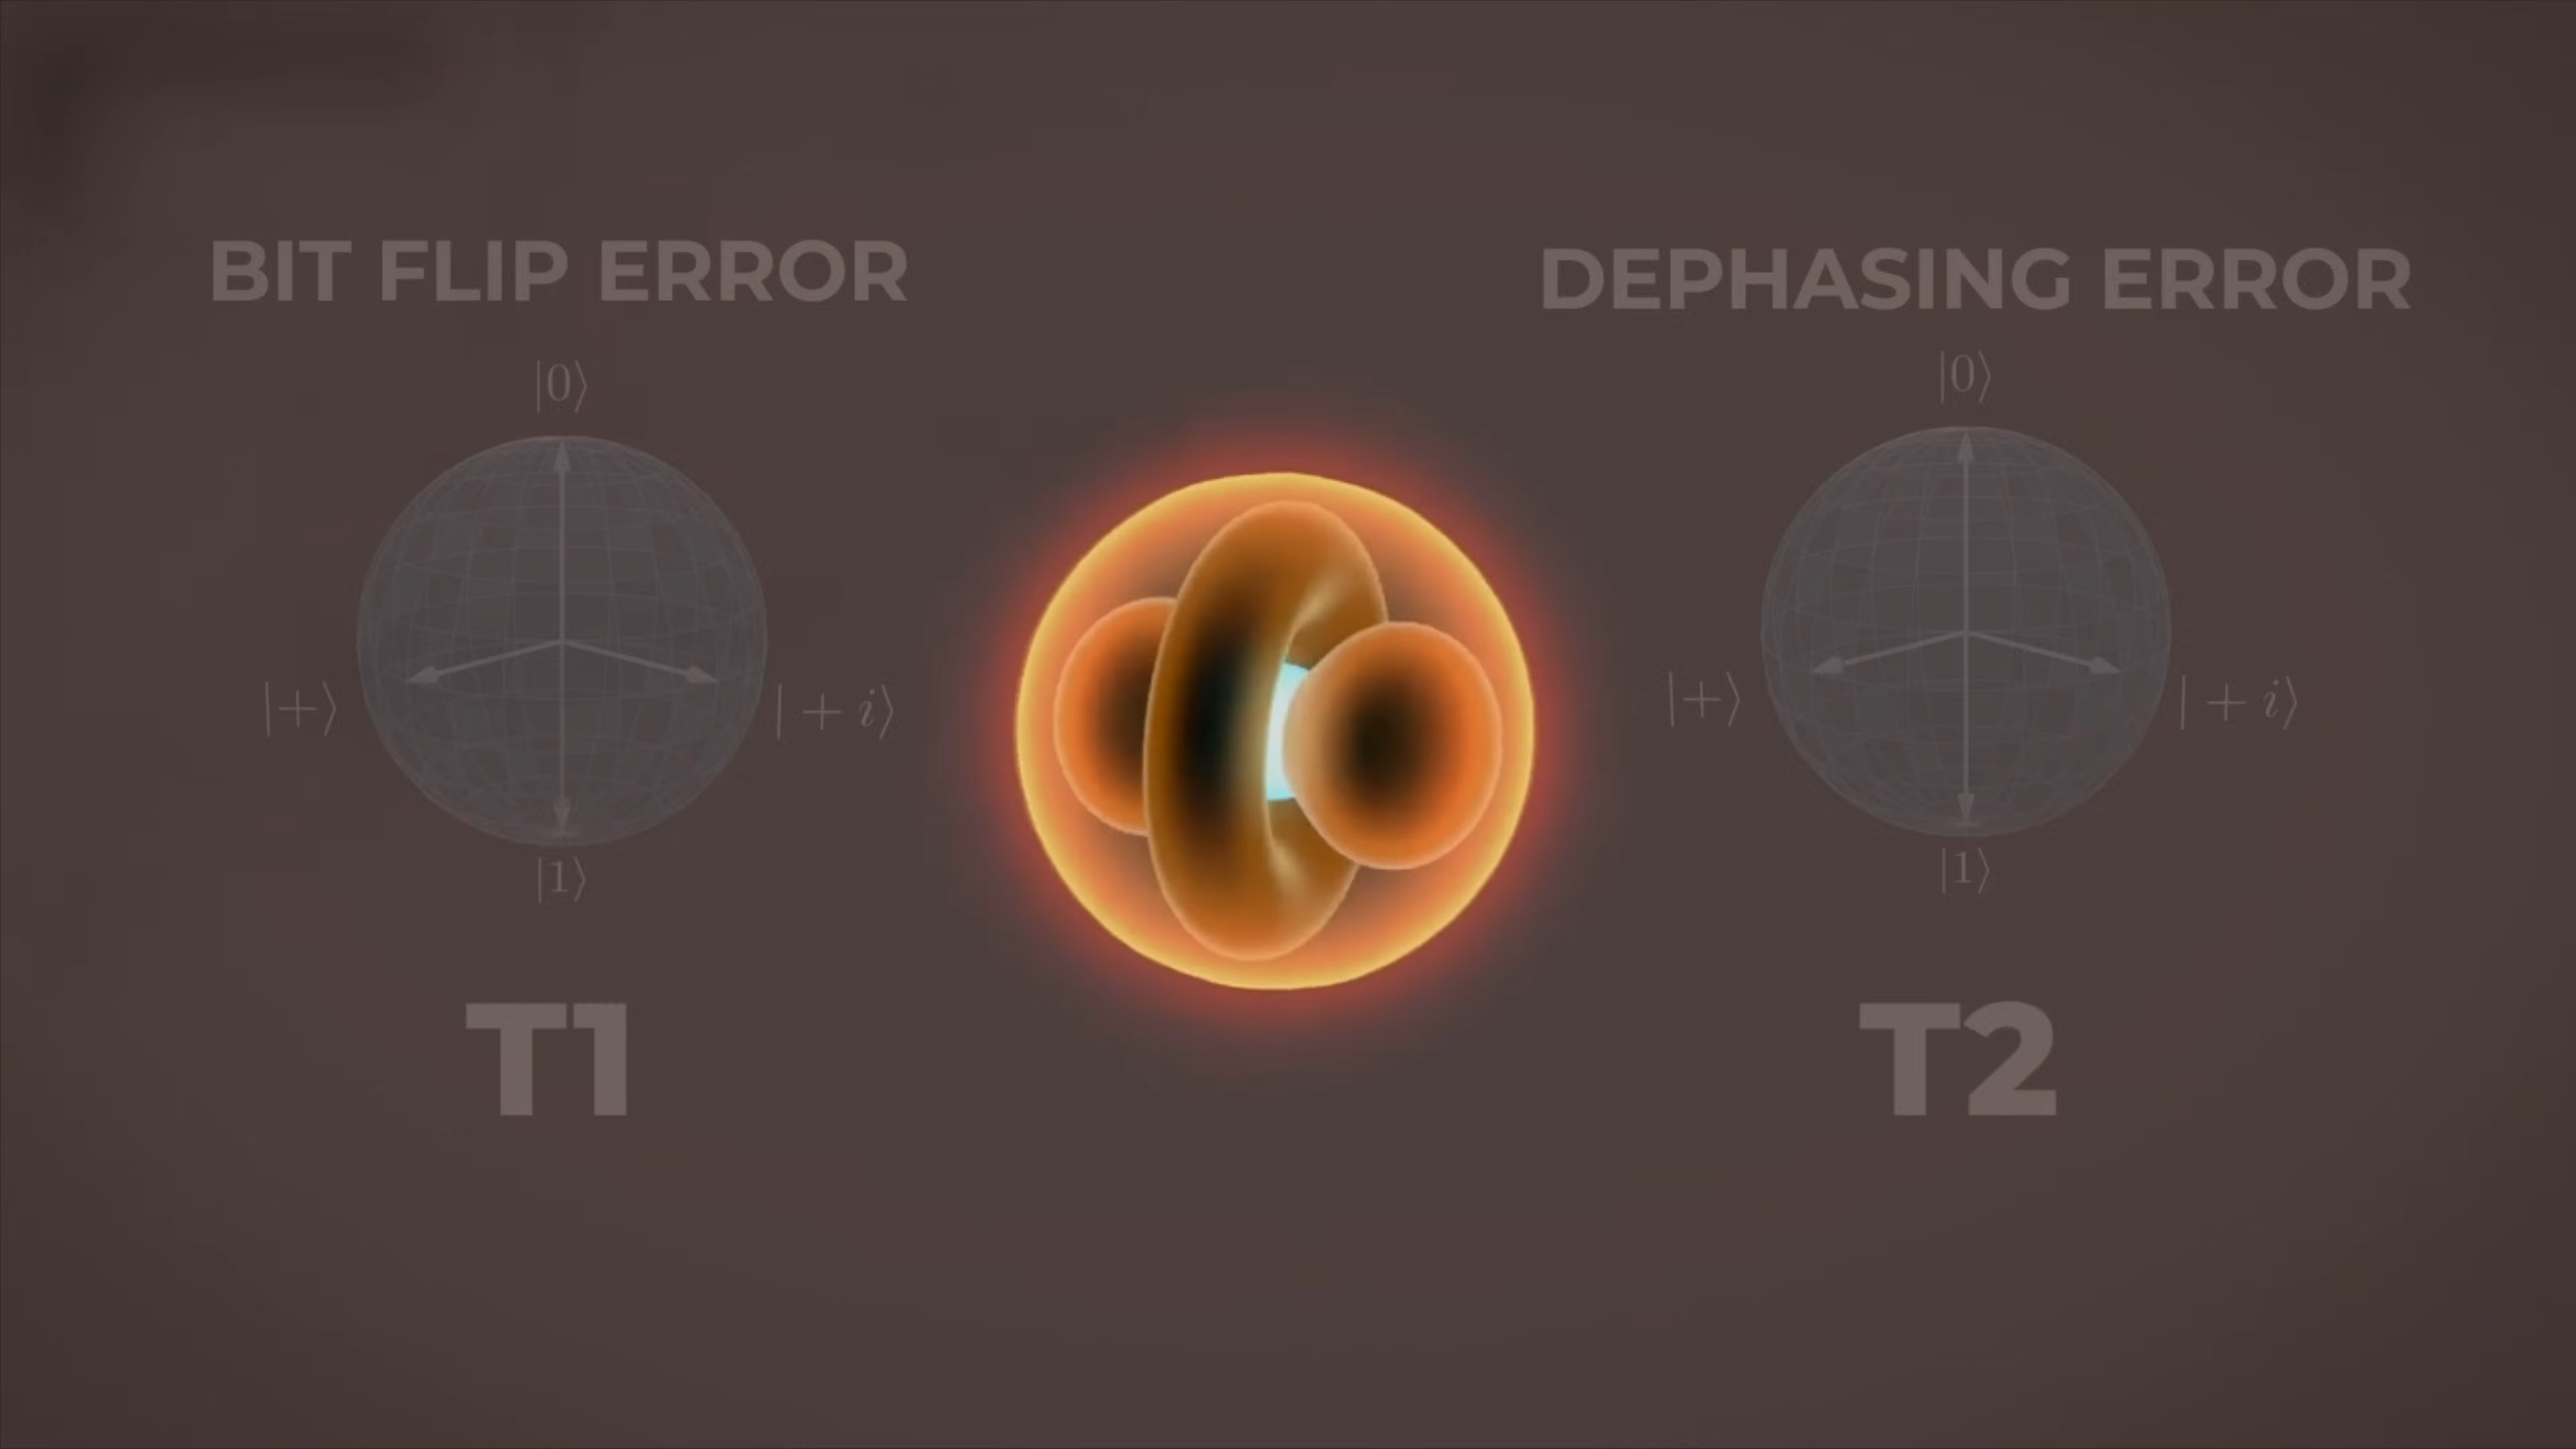 BIT FLIP ERROR
|0⟩
|+⟩
|+i⟩
|1⟩
T1
DEPHASING ERROR
|0⟩
|+⟩
|+i⟩
|1⟩
T2